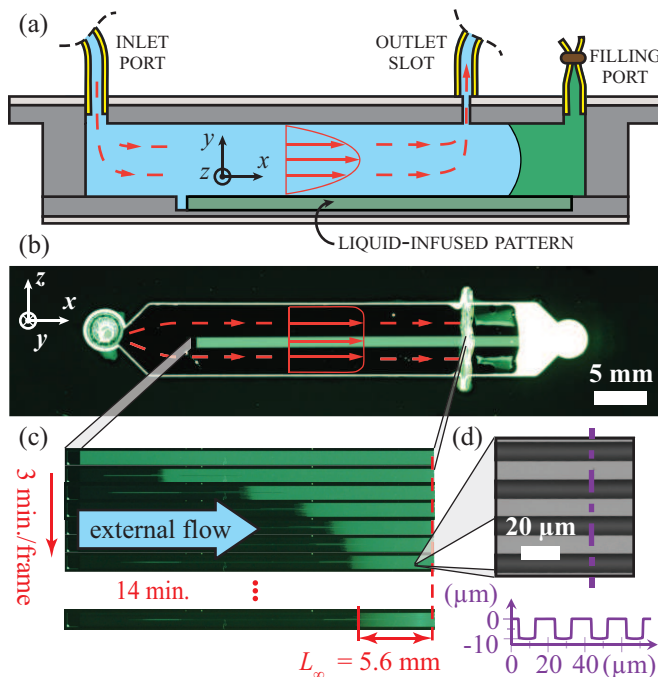 (a)
INLET
PORT
OUTLET
SLOT
FILLING
PORT
y
x
z
LIQUID-INFUSED PATTERN
(b)
z
x
y
5 mm
(c)
(d)
3 min./frame
external flow
20 µm
14 min.
L∞ = 5.6 mm
(µm)
0
-10
0 40 80 (µm)